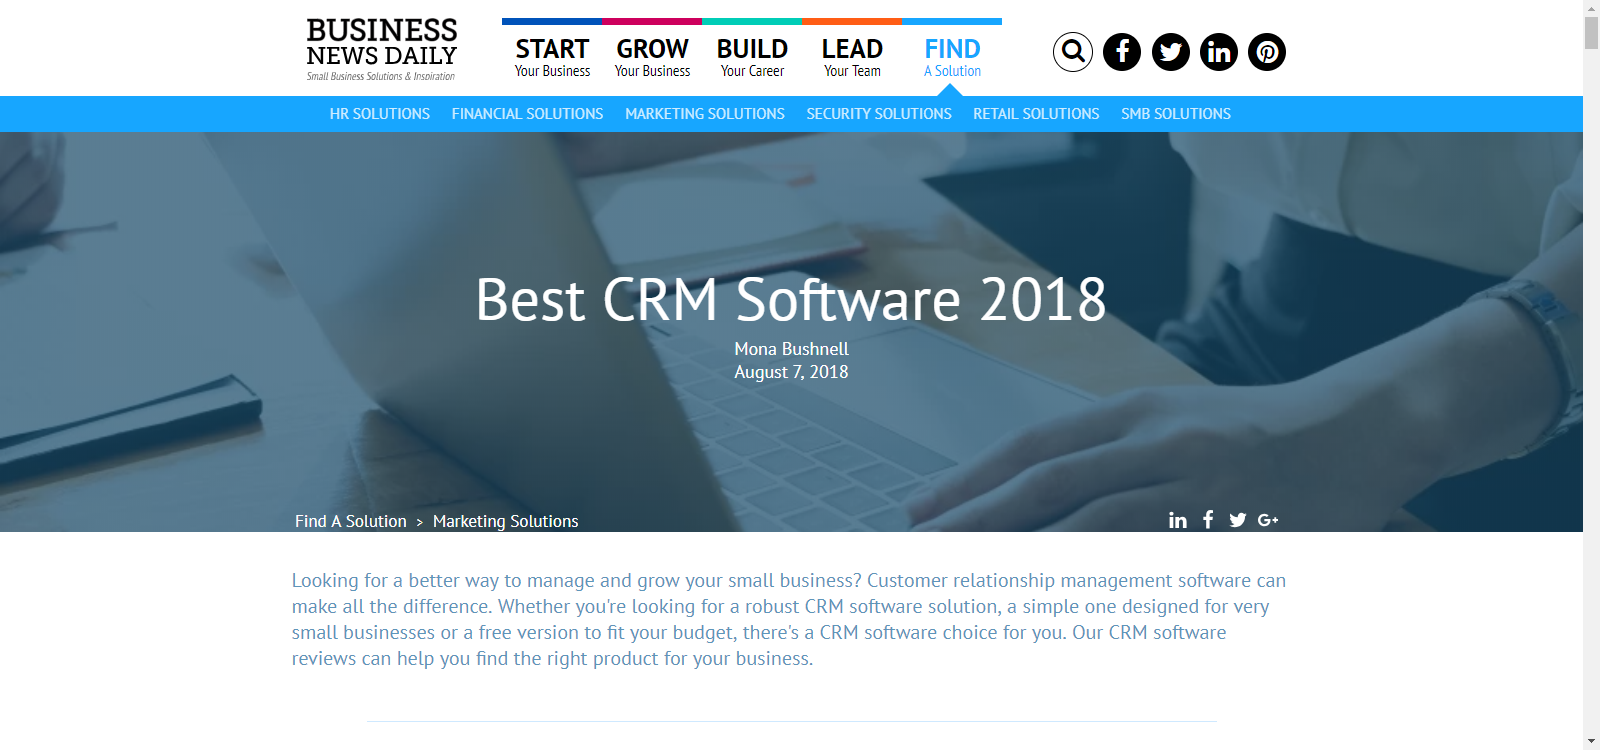 BUSINESS
NEWS DAILY
Small Business Solutions & Inspiration
START
Your Business
GROW
Your Business
BUILD
Your Career
LEAD
Your Team
FIND
A Solution
HR SOLUTIONS
FINANCIAL SOLUTIONS
MARKETING SOLUTIONS
SECURITY SOLUTIONS
RETAIL SOLUTIONS
SMB SOLUTIONS
Best CRM Software 2018
Mona Bushnell
August 7, 2018
Find A Solution > Marketing Solutions
Looking for a better way to manage and grow your small business? Customer relationship management software can
make all the difference. Whether you're looking for a robust CRM software solution, a simple one designed for very
small businesses or a free version to fit your budget, there's a CRM software choice for you. Our CRM software
reviews can help you find the right product for your business.